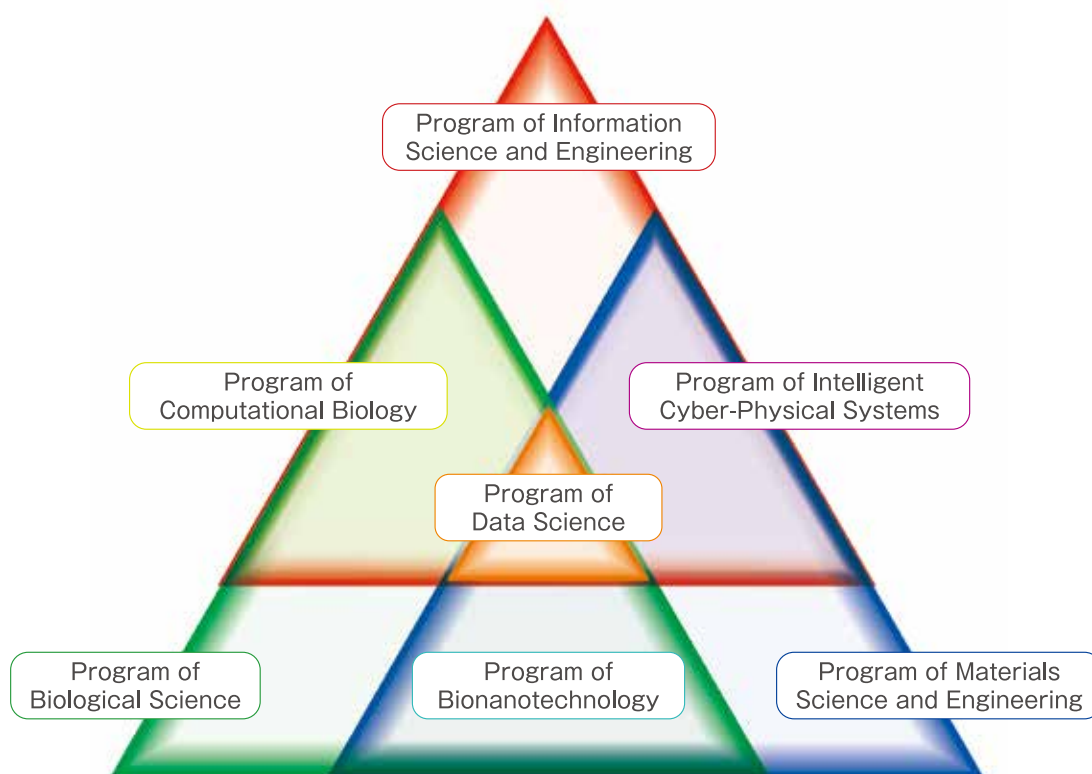 Program of Information
Science and Engineering
Program of
Computational Biology
Program of Intelligent
Cyber-Physical Systems
Program of
Data Science
Program of
Biological Science
Program of
Bionanotechnology
Program of Materials
Science and Engineering